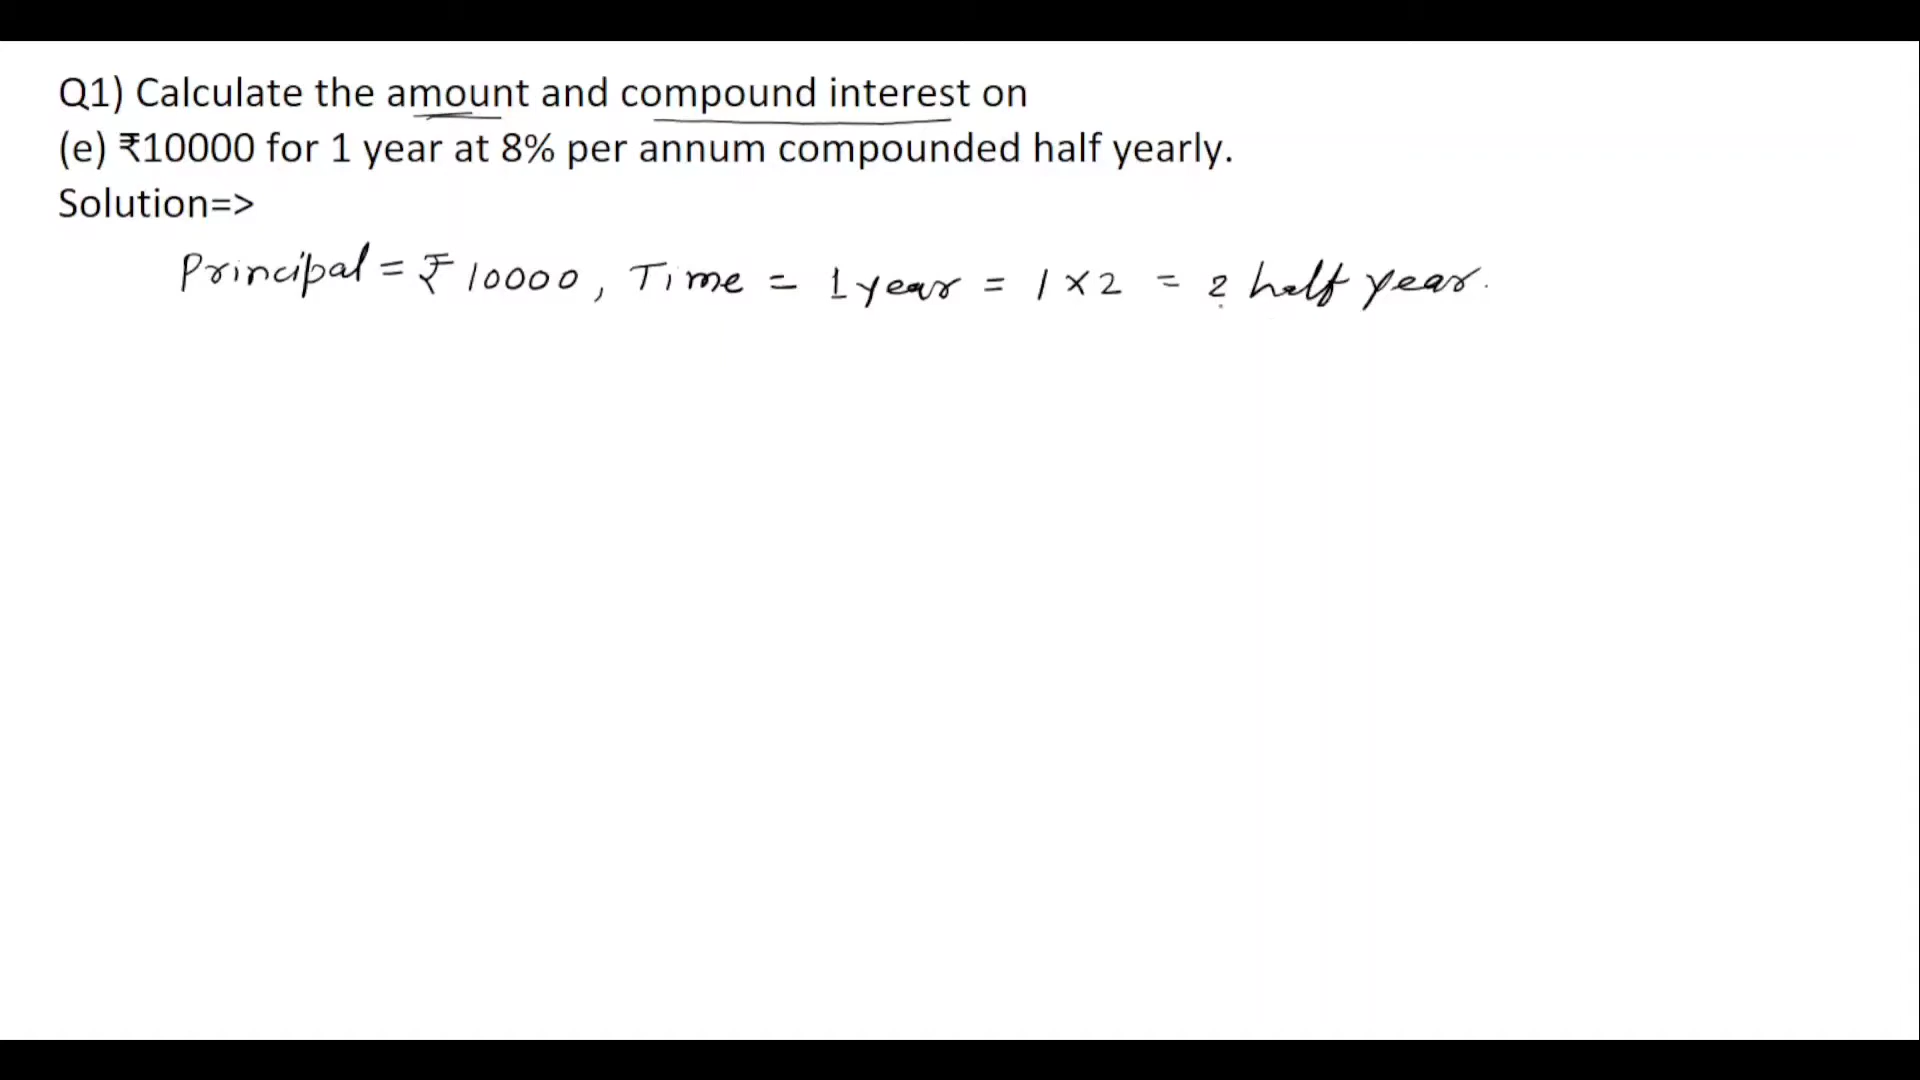 Q1) Calculate the amount and compound interest on
(e) ₹10000 for 1 year at 8% per annum compounded half yearly.
Solution=>
Principal = ₹ 10000, Time = 1 year = 1 × 2 = 2 half year.